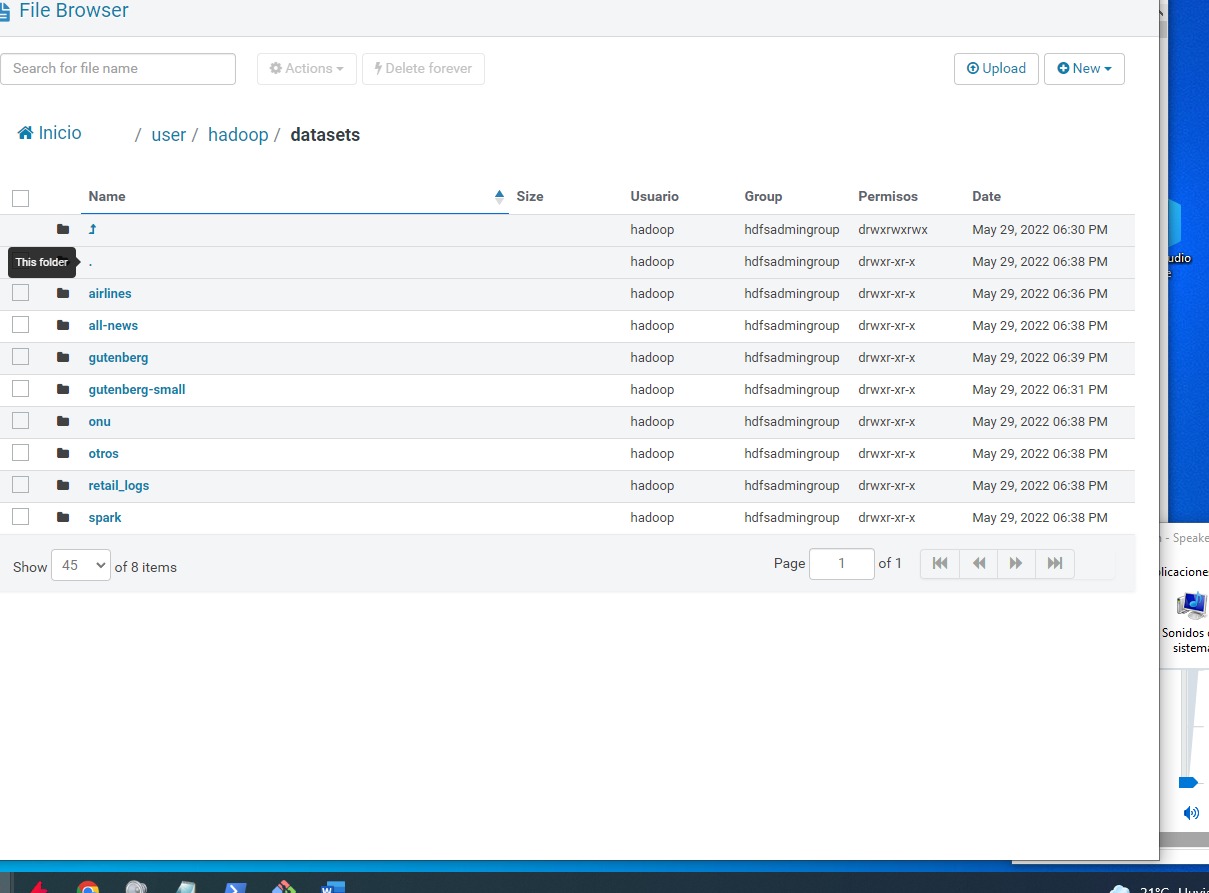 File Browser
Search for file name
Actions
Delete forever
Upload
New
Inicio / user / hadoop / datasets
Name Size Usuario Group Permisos Date
hadoop hdfsadmingroup drwxrwxrwx May 29, 2022 06:30 PM
This folder . hadoop hdfsadmingroup drwxr-xr-x May 29, 2022 06:38 PM
airlines hadoop hdfsadmingroup drwxr-xr-x May 29, 2022 06:36 PM
all-news hadoop hdfsadmingroup drwxr-xr-x May 29, 2022 06:38 PM
gutenberg hadoop hdfsadmingroup drwxr-xr-x May 29, 2022 06:39 PM
gutenberg-small hadoop hdfsadmingroup drwxr-xr-x May 29, 2022 06:31 PM
onu hadoop hdfsadmingroup drwxr-xr-x May 29, 2022 06:38 PM
otros hadoop hdfsadmingroup drwxr-xr-x May 29, 2022 06:38 PM
retail_logs hadoop hdfsadmingroup drwxr-xr-x May 29, 2022 06:38 PM
spark hadoop hdfsadmingroup drwxr-xr-x May 29, 2022 06:38 PM
Show 45 of 8 items
Page 1 of 1
udio
e
- Speake
licaciones
Sonidos
sistema
21°C